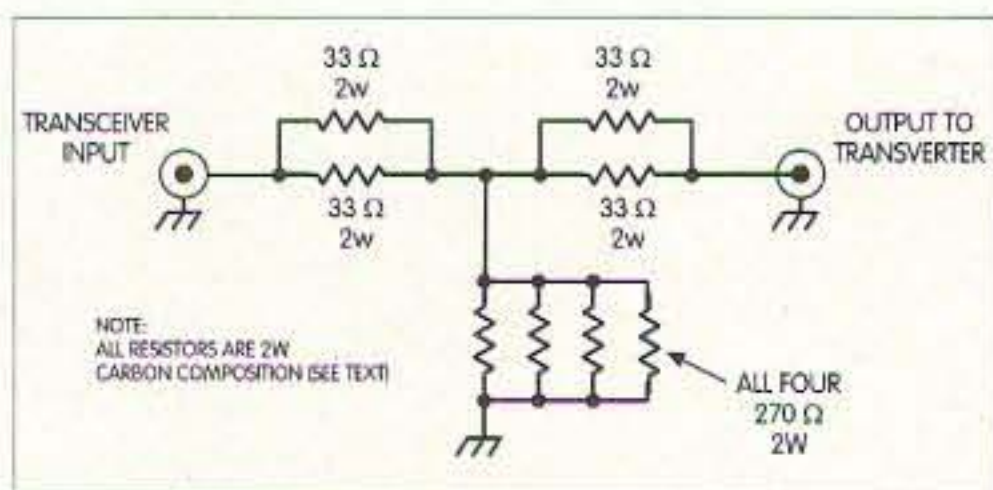 33 Ω
2w
33 Ω
2w
TRANSCEIVER
INPUT
OUTPUT TO
TRANSVERTER
33 Ω
2w
33 Ω
2w
NOTE:
ALL RESISTORS ARE 2W
CARBON COMPOSITION (SEE TEXT)
ALL FOUR
270 Ω
2W